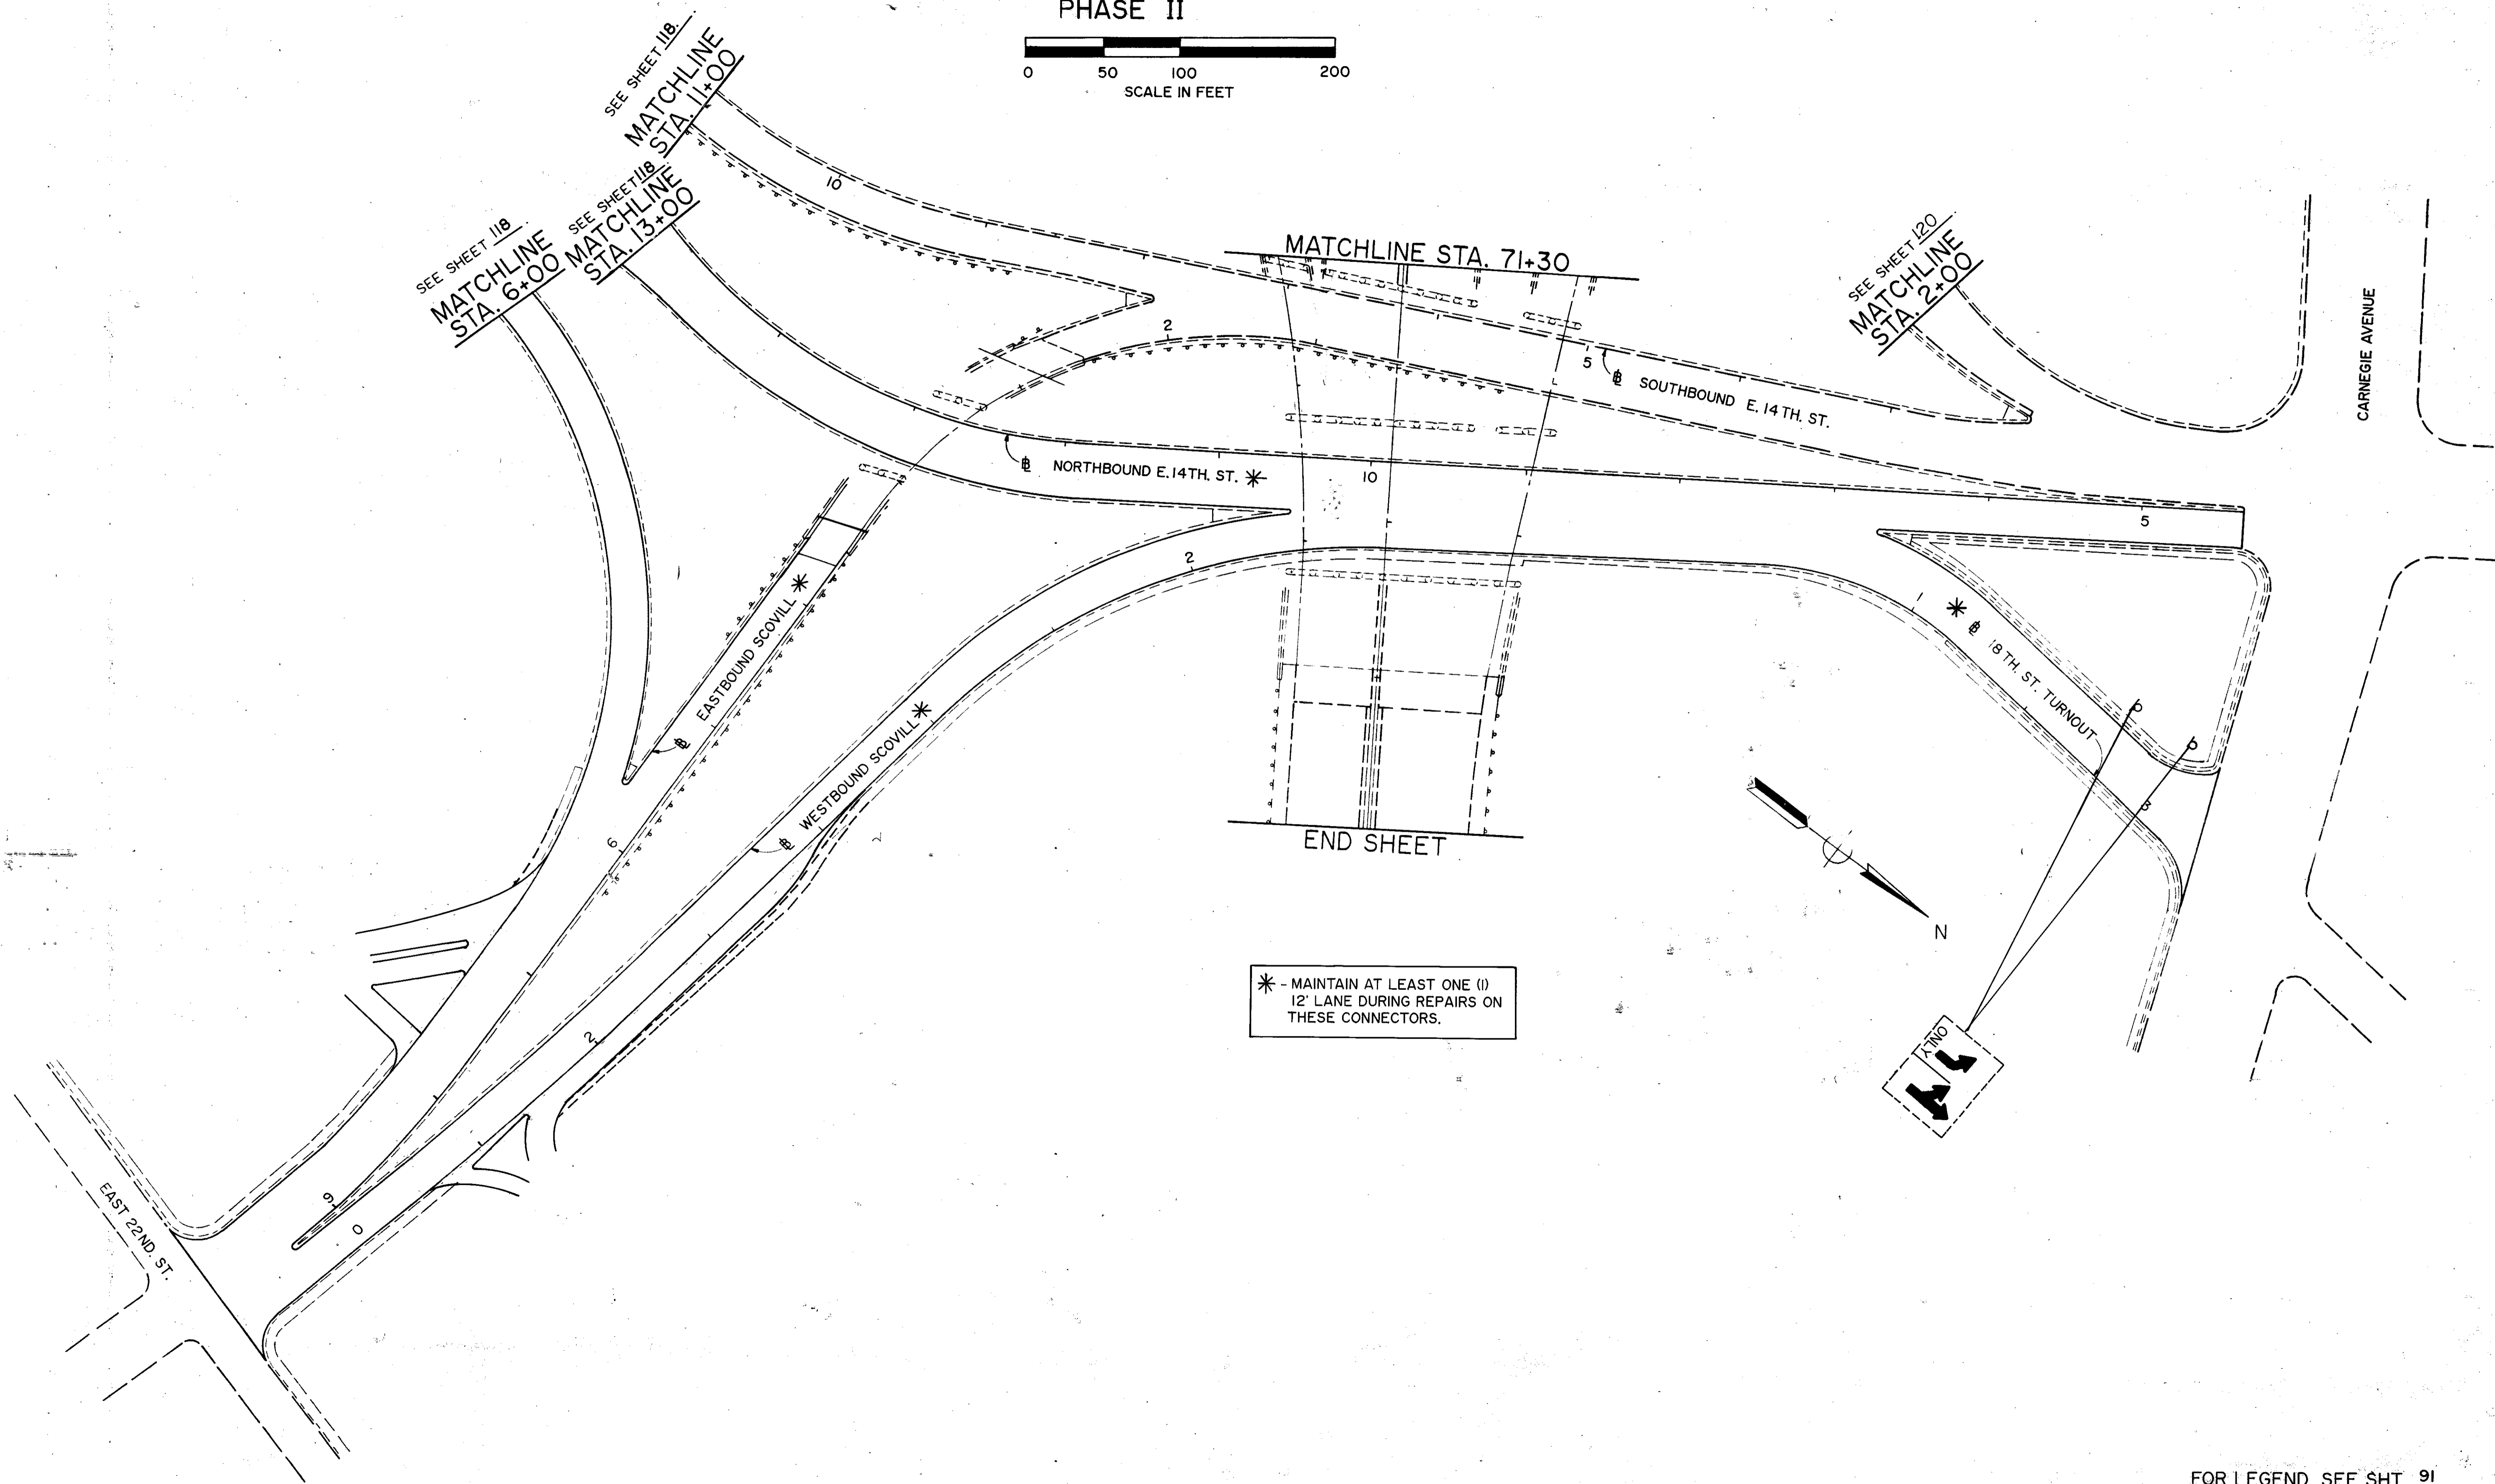 PHASE II
0 50 100 200
SCALE IN FEET
SEE SHEET 118.
MATCHLINE
STA. 11+00
SEE SHEET 118
MATCHLINE
STA. 13+00
SEE SHEET 118
MATCHLINE
STA. 6+00
10
MATCHLINE STA. 71+30
SEE SHEET 120
MATCHLINE
STA. 2+00
CARNEGIE AVENUE
2
5
℄ SOUTHBOUND E. 14TH. ST.
℄ NORTHBOUND E. 14TH. ST. *
10
5
2
EASTBOUND SCOVILL *
℄
1
* ℄ 18TH. ST. TURNOUT
3
WESTBOUND SCOVILL *
℄
6
END SHEET
N
* - MAINTAIN AT LEAST ONE (1)
12' LANE DURING REPAIRS ON
THESE CONNECTORS.
2
ONLY
9
0
EAST 22ND. ST.
FOR LEGEND SEE SHT. 91